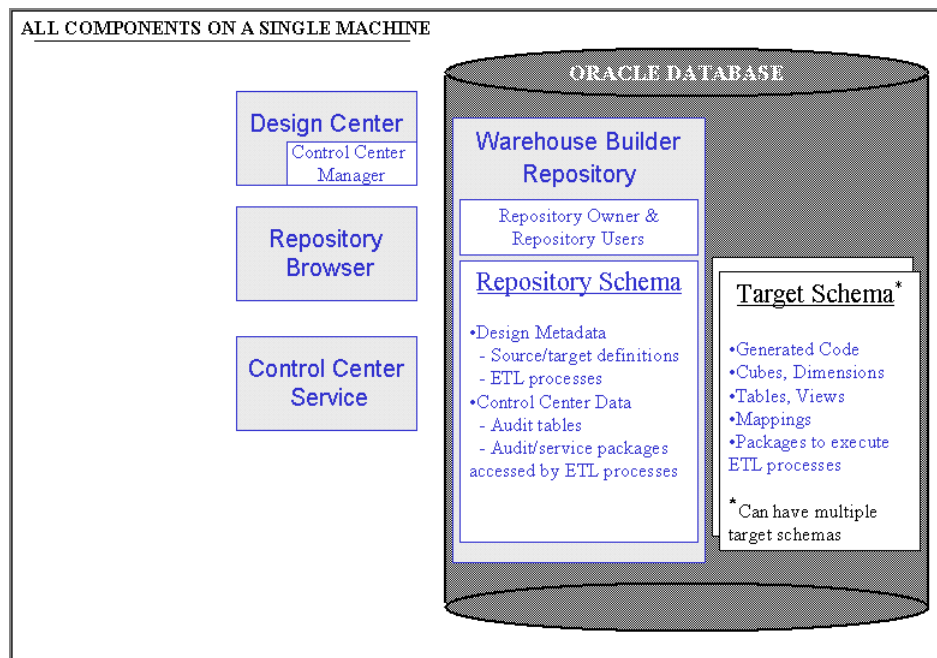 ALL COMPONENTS ON A SINGLE MACHINE
ORACLE DATABASE
Design Center
Control Center
Manager
Repository
Browser
Control Center
Service
Warehouse Builder
Repository
Repository Owner &
Repository Users
Repository Schema
•Design Metadata
- Source/target definitions
- ETL processes
•Control Center Data
- Audit tables
- Audit/service packages
accessed by ETL processes
Target Schema*
•Generated Code
•Cubes, Dimensions
•Tables, Views
•Mappings
•Packages to execute
ETL processes
*Can have multiple
target schemas